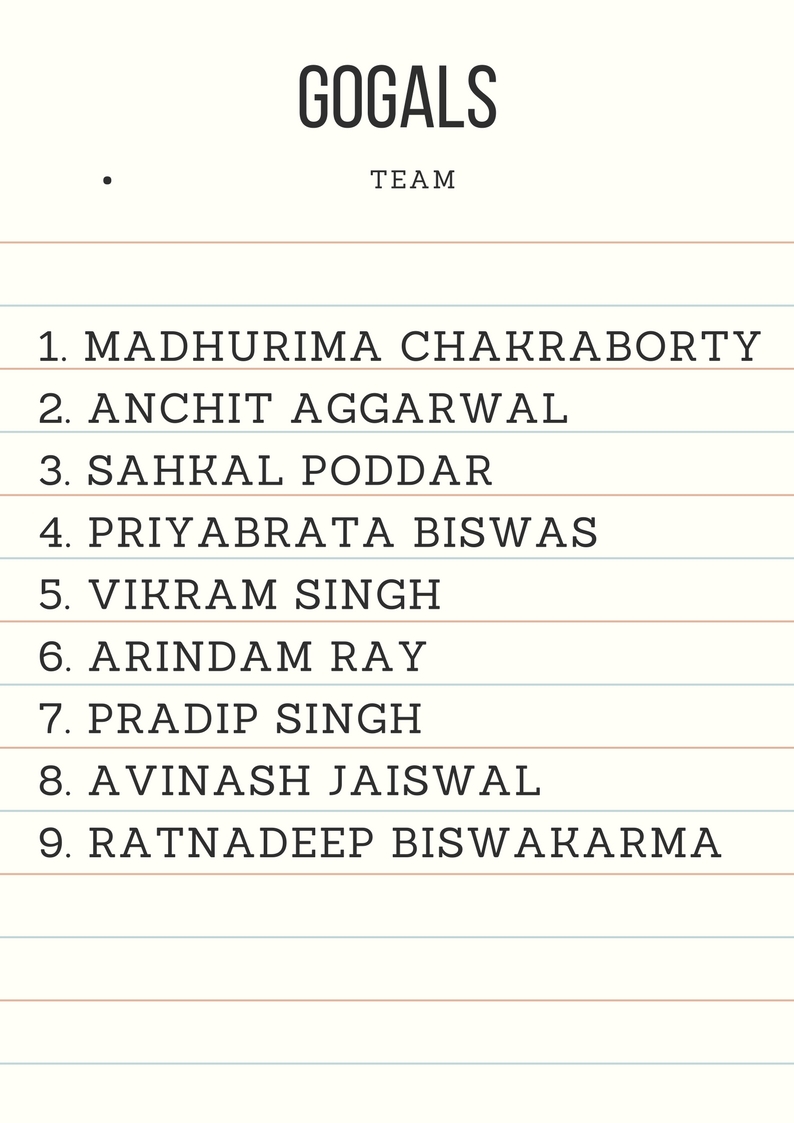 GOGALS
• TEAM
1. MADHURIMA CHAKRABORTY
2. ANCHIT AGGARWAL
3. SAHKAL PODDAR
4. PRIYABRATA BISWAS
5. VIKRAM SINGH
6. ARINDAM RAY
7. PRADIP SINGH
8. AVINASH JAISWAL
9. RATNADEEP BISWAKARMA